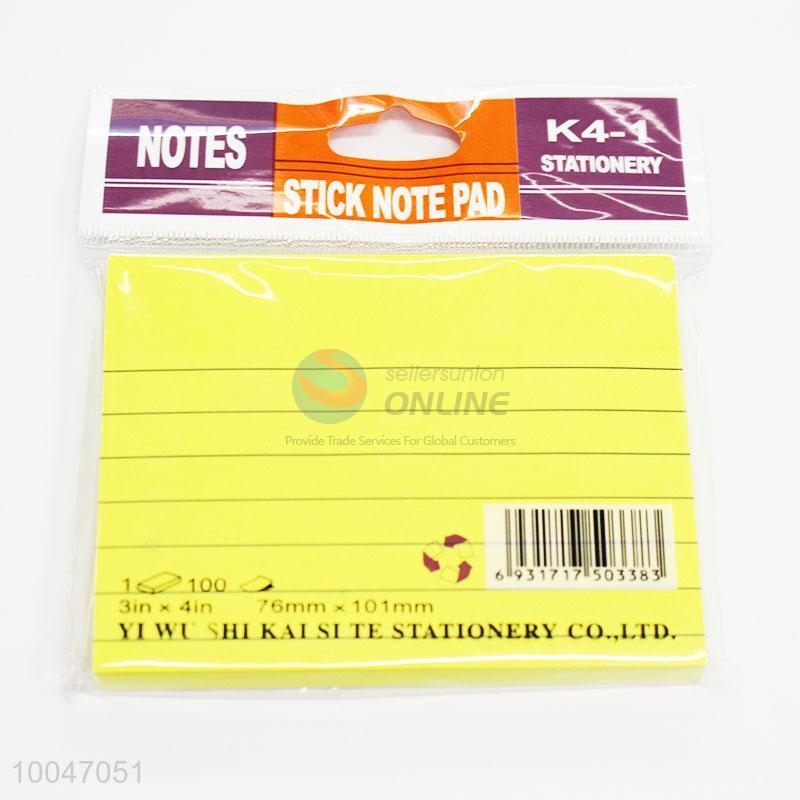 NOTES
STICK NOTE PAD
K4-1
STATIONERY
sellersunion
ONLINE
Provide Trade Services For Global Customers
6 931717 503383
1 100
3in × 4in 76mm × 101mm
YI WU SHI KAI SI TE STATIONERY CO.,LTD.
10047051